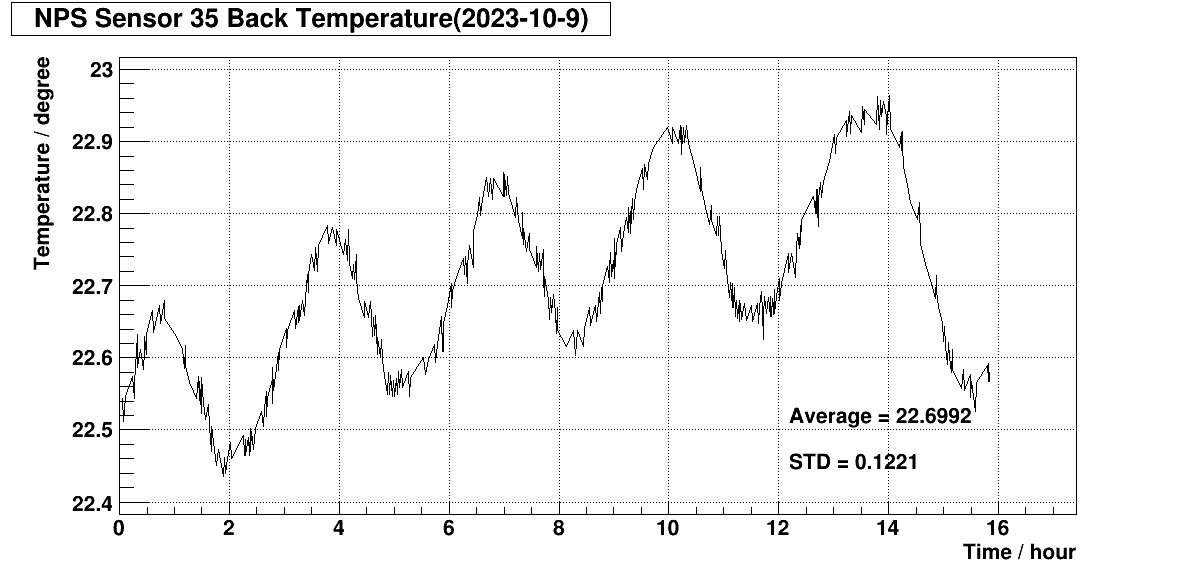 NPS Sensor 35 Back Temperature(2023-10-9)
Temperature / degree
23
22.9
22.8
22.7
22.6
22.5
22.4
Average = 22.6992
STD = 0.1221
0 2 4 6 8 10 12 14 16
Time / hour